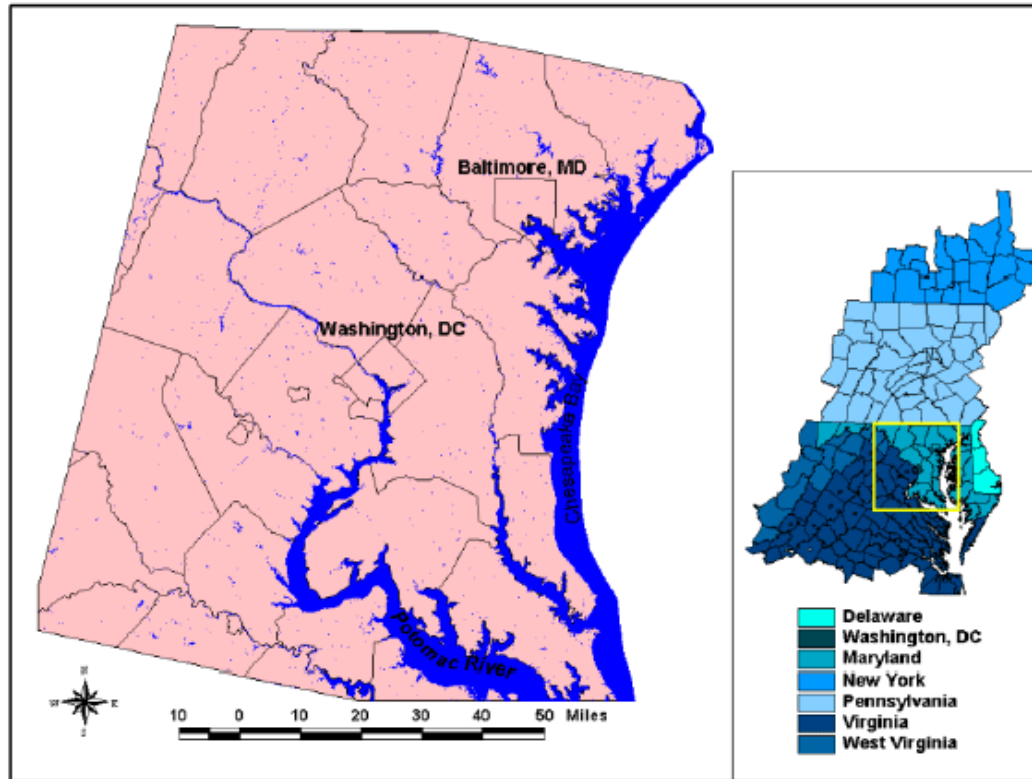 Baltimore, MD
Washington, DC
Chesapeake Bay
Potomac River
N
W E
S
10 0 10 20 30 40 50 Miles
Delaware
Washington, DC
Maryland
New York
Pennsylvania
Virginia
West Virginia